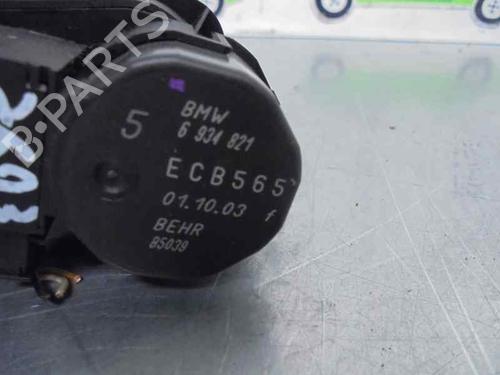 BMW
5
6 934 821
ECB565
01.10.03 f
BEHR
85039
B-PARTS